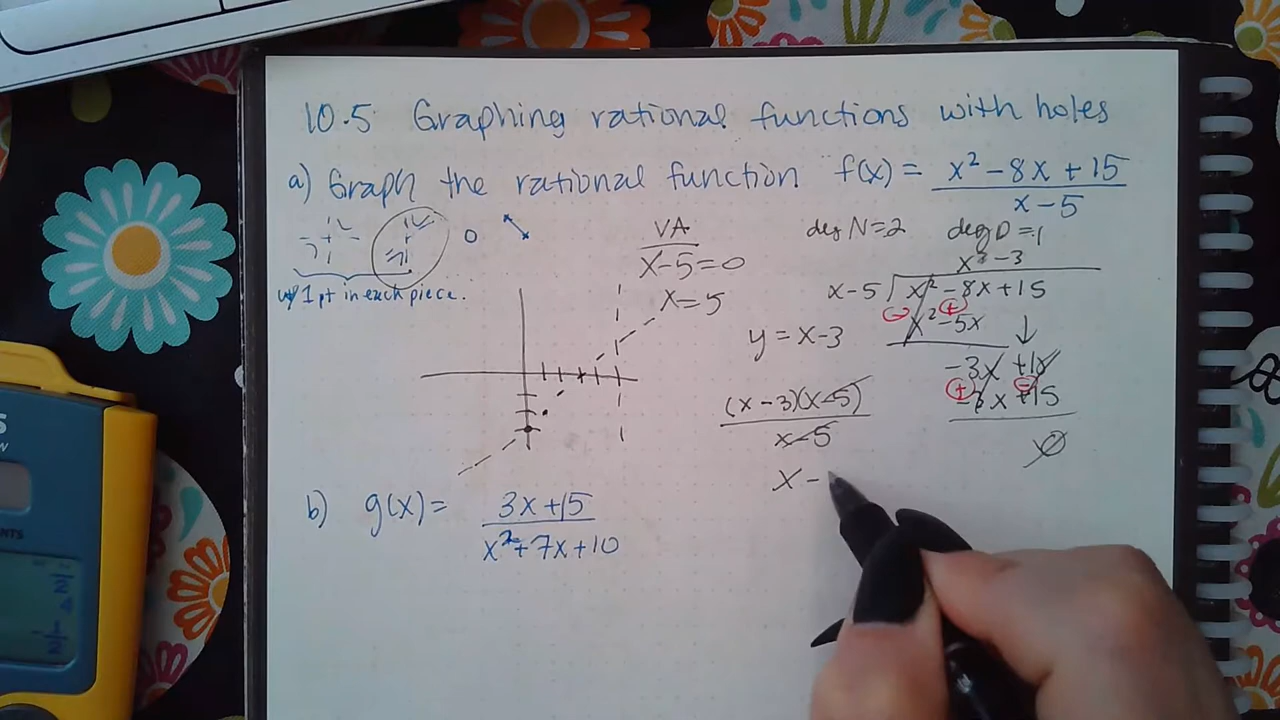 10.5 Graphing rational functions with holes
a) Graph the rational function f(x) = x² - 8x + 15
x - 5
w/ 1 pt in each piece.
VA
x-5=0
x=5
deg N=2 deg D=1
x - 3
x-5 x² - 8x + 15
x² - 5x
-3x + 15
-3x + 15
0
y = x-3
(x-3)(x-5)
x-5
x -
b) g(x) = 3x+15
x²+7x+10